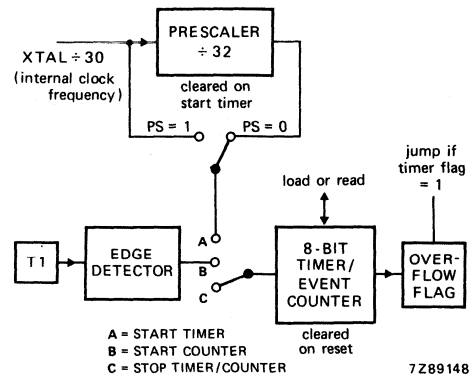 PRESCALER
÷ 32
XTAL ÷ 30
(internal clock
frequency)
cleared on
start timer
PS = 1
PS = 0
jump if
timer flag
= 1
load or read
A
B
C
T1
EDGE
DETECTOR
8-BIT
TIMER/
EVENT
COUNTER
OVER-
FLOW
FLAG
cleared
on reset
A = START TIMER
B = START COUNTER
C = STOP TIMER/COUNTER
7Z89148